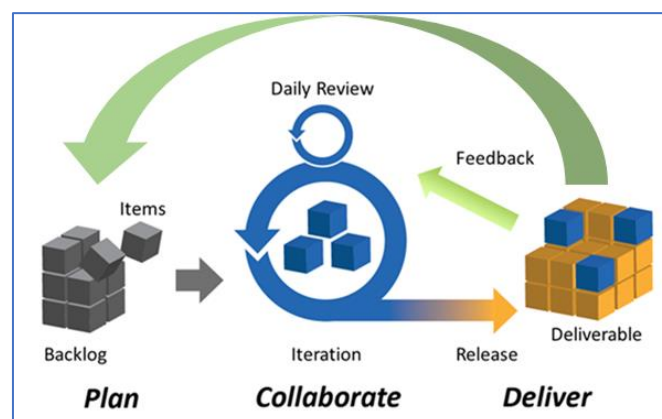 Daily Review
Feedback
Items
Deliverable
Backlog
Iteration
Release
Plan
Collaborate
Deliver